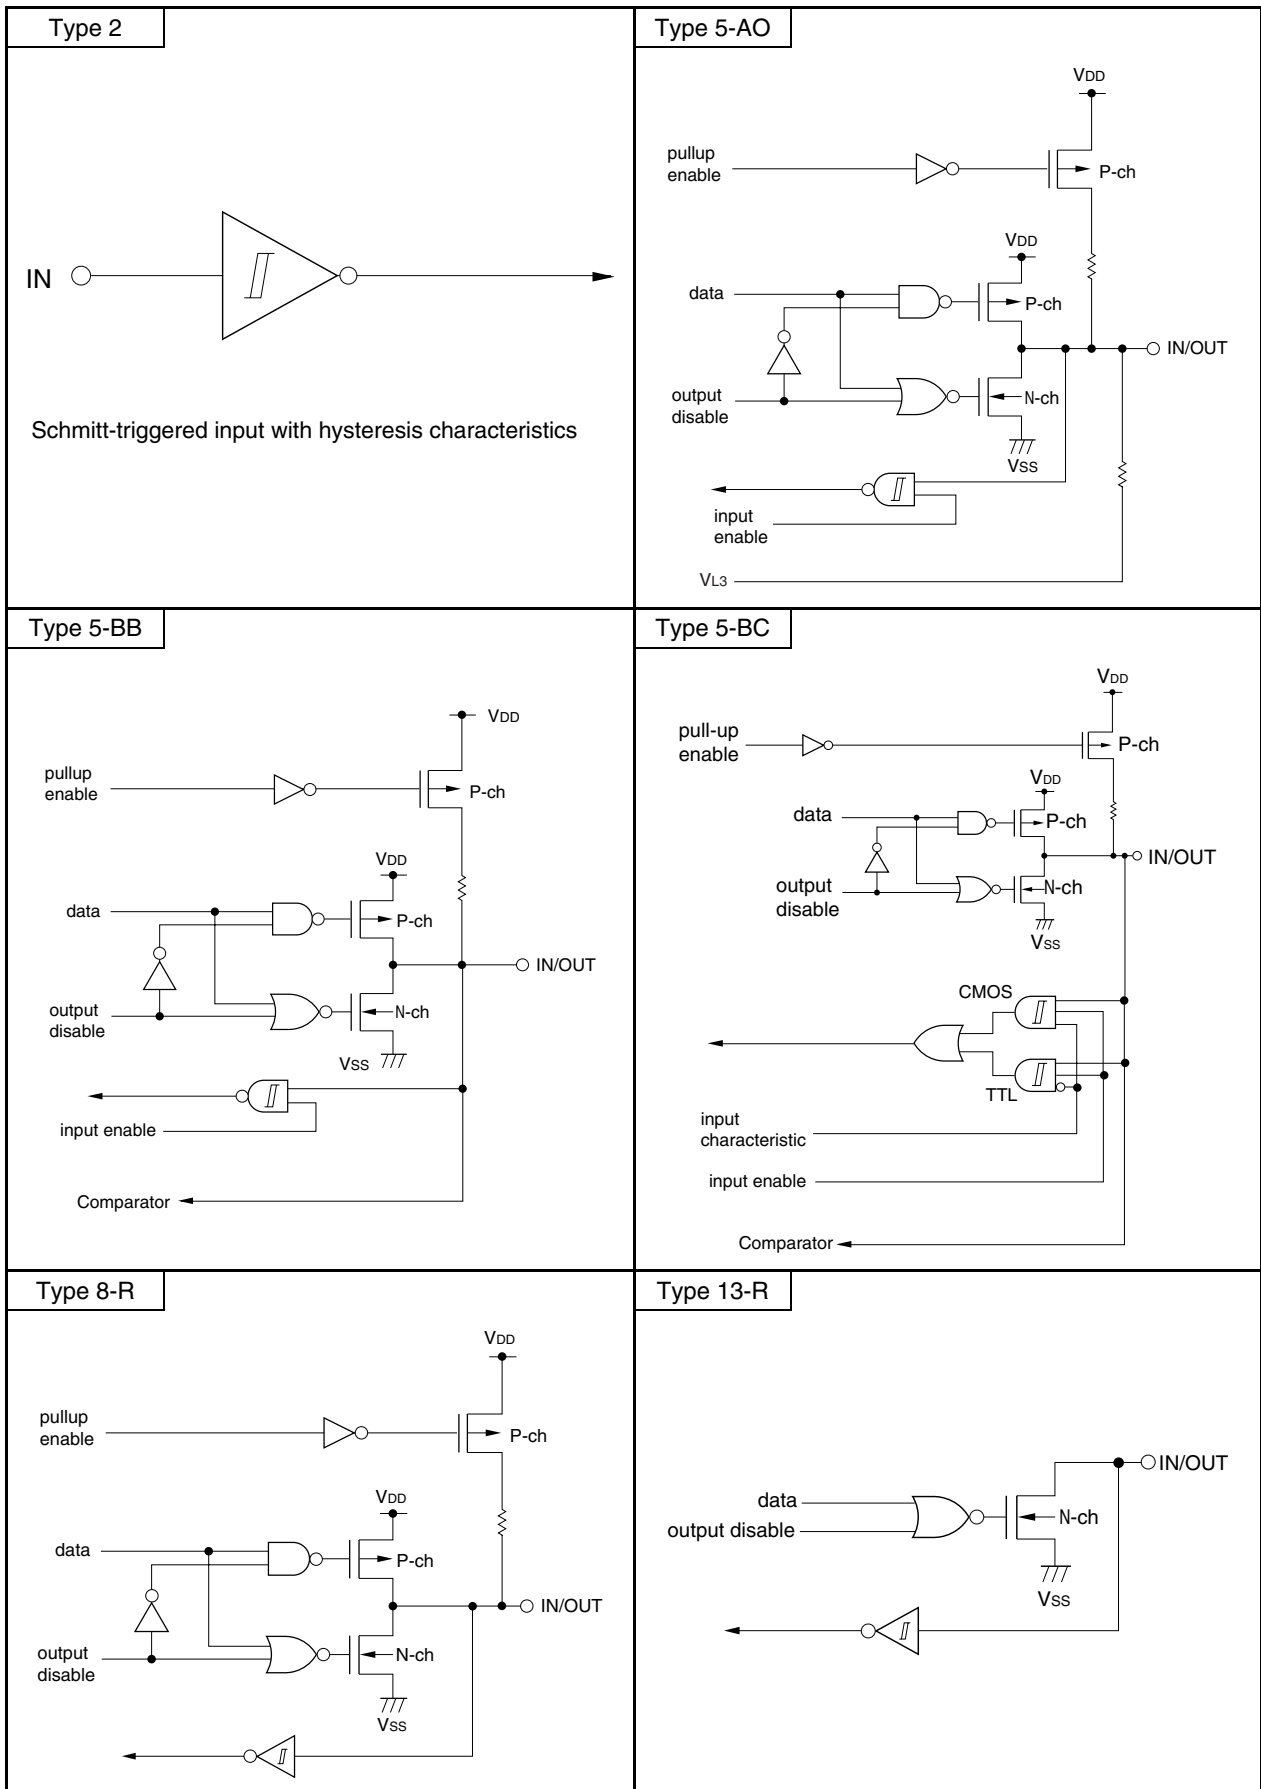 Type 2
IN
Schmitt-triggered input with hysteresis characteristics
Type 5-AO
VDD
pullup
enable
P-ch
VDD
data
P-ch
IN/OUT
output
disable
N-ch
VSS
input
enable
VL3
Type 5-BB
VDD
pullup
enable
P-ch
VDD
data
P-ch
IN/OUT
output
disable
N-ch
VSS
input enable
Comparator
Type 5-BC
VDD
pull-up
enable
P-ch
VDD
data
P-ch
IN/OUT
output
disable
N-ch
VSS
CMOS
TTL
input
characteristic
input enable
Comparator
Type 8-R
VDD
pullup
enable
P-ch
VDD
data
P-ch
IN/OUT
output
disable
N-ch
VSS
Type 13-R
IN/OUT
data
output disable
N-ch
VSS